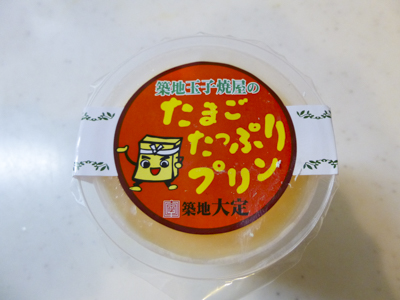 築地玉子焼屋の
たまご
たっぷり
プリン
築地大定